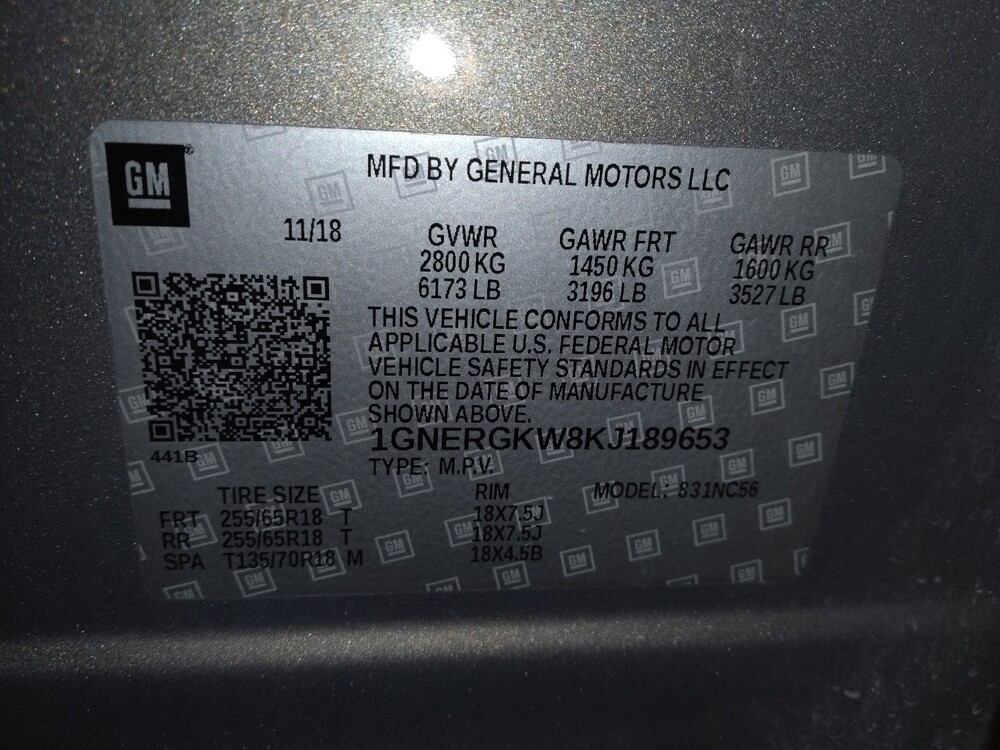 GM
MFD BY GENERAL MOTORS LLC
11/18
GVWR GAWR FRT GAWR RR
2800 KG 1450 KG 1600 KG
6173 LB 3196 LB 3527 LB
THIS VEHICLE CONFORMS TO ALL
APPLICABLE U.S. FEDERAL MOTOR
VEHICLE SAFETY STANDARDS IN EFFECT
ON THE DATE OF MANUFACTURE
SHOWN ABOVE.
1GNERGKW8KJ189653
441B
TYPE: M.P.V.
TIRE SIZE RIM MODEL: 831NC56
FRT 255/65R18 T 18X7.5J
RR 255/65R18 T 18X7.5J
SPA T135/70R18 M 18X4.5B